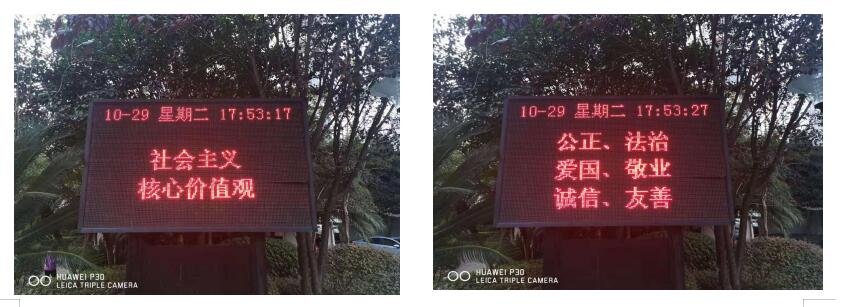 10-29 星期二 17:53:17
社会主义
核心价值观
HUAWEI P30
LEICA TRIPLE CAMERA
10-29 星期二 17:53:27
公正、法治
爱国、敬业
诚信、友善
HUAWEI P30
LEICA TRIPLE CAMERA